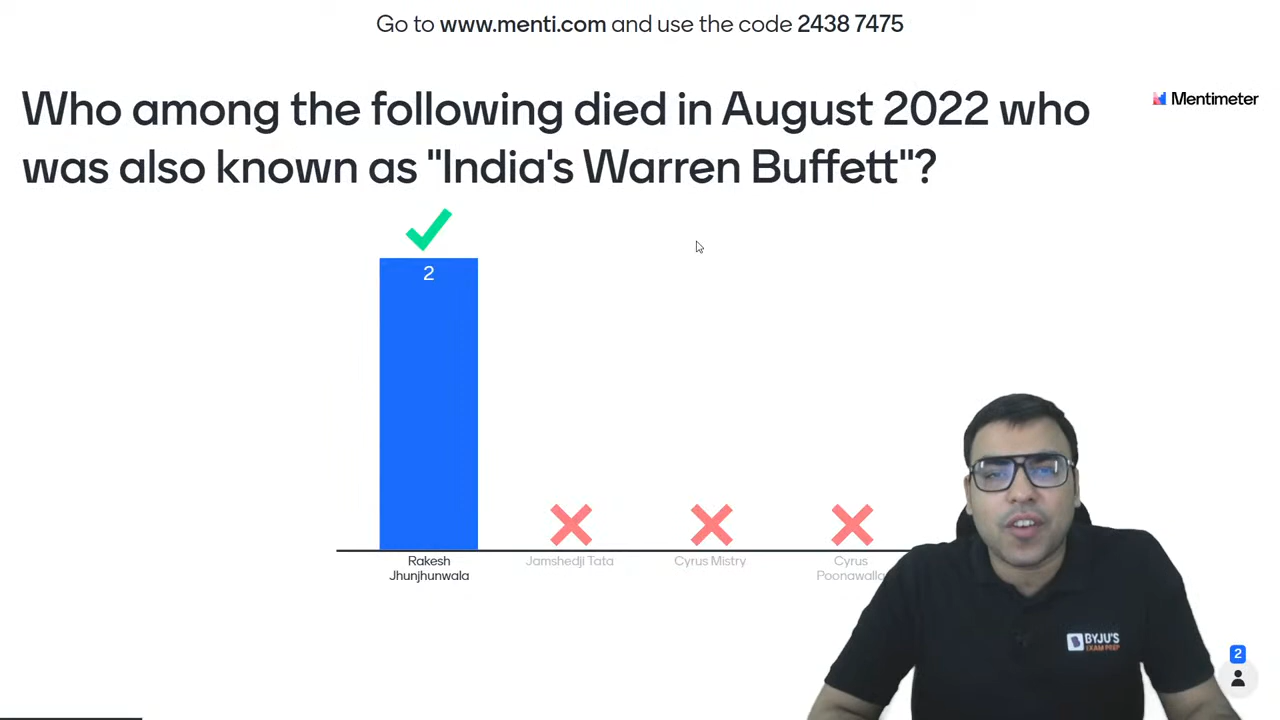 Go to www.menti.com and use the code 2438 7475
Who among the following died in August 2022 who
Mentimeter
was also known as "India's Warren Buffett"?
2
Rakesh
Jhunjhunwala
Jamshedji Tata
Cyrus Mistry
Cyrus
Poonawalla
BYJU'S
EXAM PREP
2